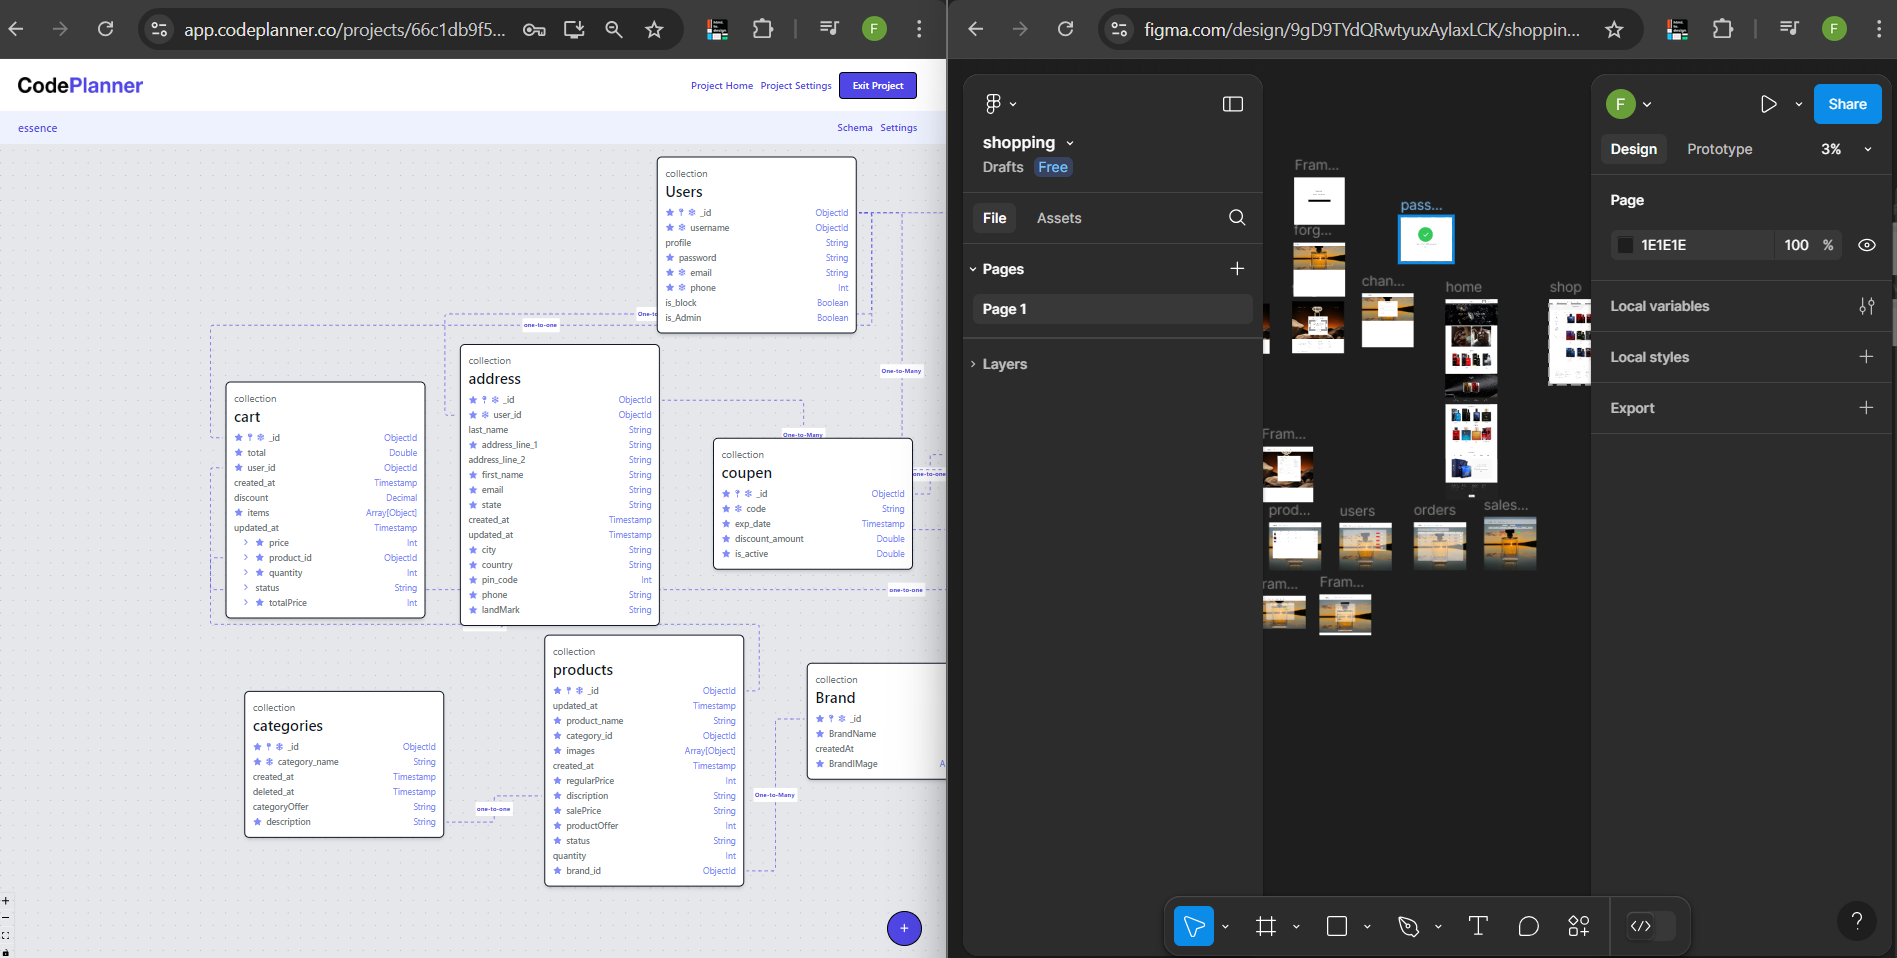 app.codeplanner.co/projects/66c1db9f5...
F
CodePlanner
Project Home
Project Settings
Exit Project
essence
Schema
Settings
collection
Users
_id ObjectId
username ObjectId
profile String
password String
email String
phone Int
is_block Boolean
is_Admin Boolean
one-to-one
One-to
One-to-Many
collection
address
_id ObjectId
user_id ObjectId
last_name String
address_line_1 String
address_line_2 String
first_name String
email String
state String
created_at Timestamp
updated_at Timestamp
city String
country String
pin_code Int
phone String
landMark String
collection
cart
_id ObjectId
total Double
user_id ObjectId
created_at Timestamp
discount Decimal
items Array[Object]
updated_at Timestamp
price Int
product_id ObjectId
quantity Int
status String
totalPrice Int
One-to-Many
collection
coupen
_id ObjectId
code String
exp_date Timestamp
discount_amount Double
is_active Double
one-to-one
one-to-one
collection
products
_id ObjectId
updated_at Timestamp
product_name String
category_id ObjectId
images Array[Object]
created_at Timestamp
regularPrice Int
discription String
salePrice String
productOffer Int
status String
quantity Int
brand_id ObjectId
collection
Brand
_id
BrandName
createdAt
BrandIMage A
One-to-Many
collection
categories
_id ObjectId
category_name String
created_at Timestamp
deleted_at Timestamp
categoryOffer String
description String
one-to-one
figma.com/design/9gD9TYdQRwtyuxAylaxLCK/shoppin...
F
shopping
Drafts
Free
File
Assets
Pages
Page 1
Layers
Fram...
pass...
forg...
chan...
home
shop
Fram...
prod...
users
orders
sales...
ram...
Fram...
F
Share
Design
Prototype
3%
Page
1E1E1E
100
%
Local variables
Local styles
Export
T
?